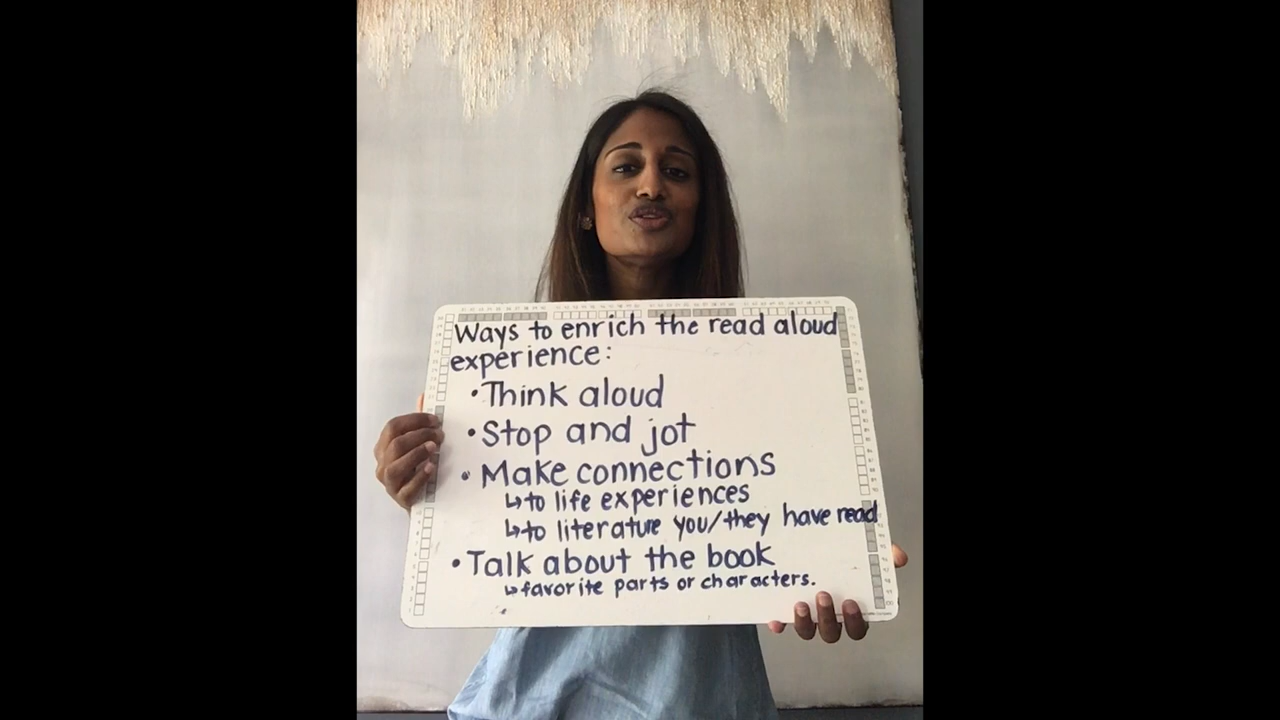 Ways to enrich the read aloud
experience:
• Think aloud
• Stop and jot
• Make connections
↳ to life experiences
↳ to literature you/they have read
• Talk about the book
↳ favorite parts or characters.